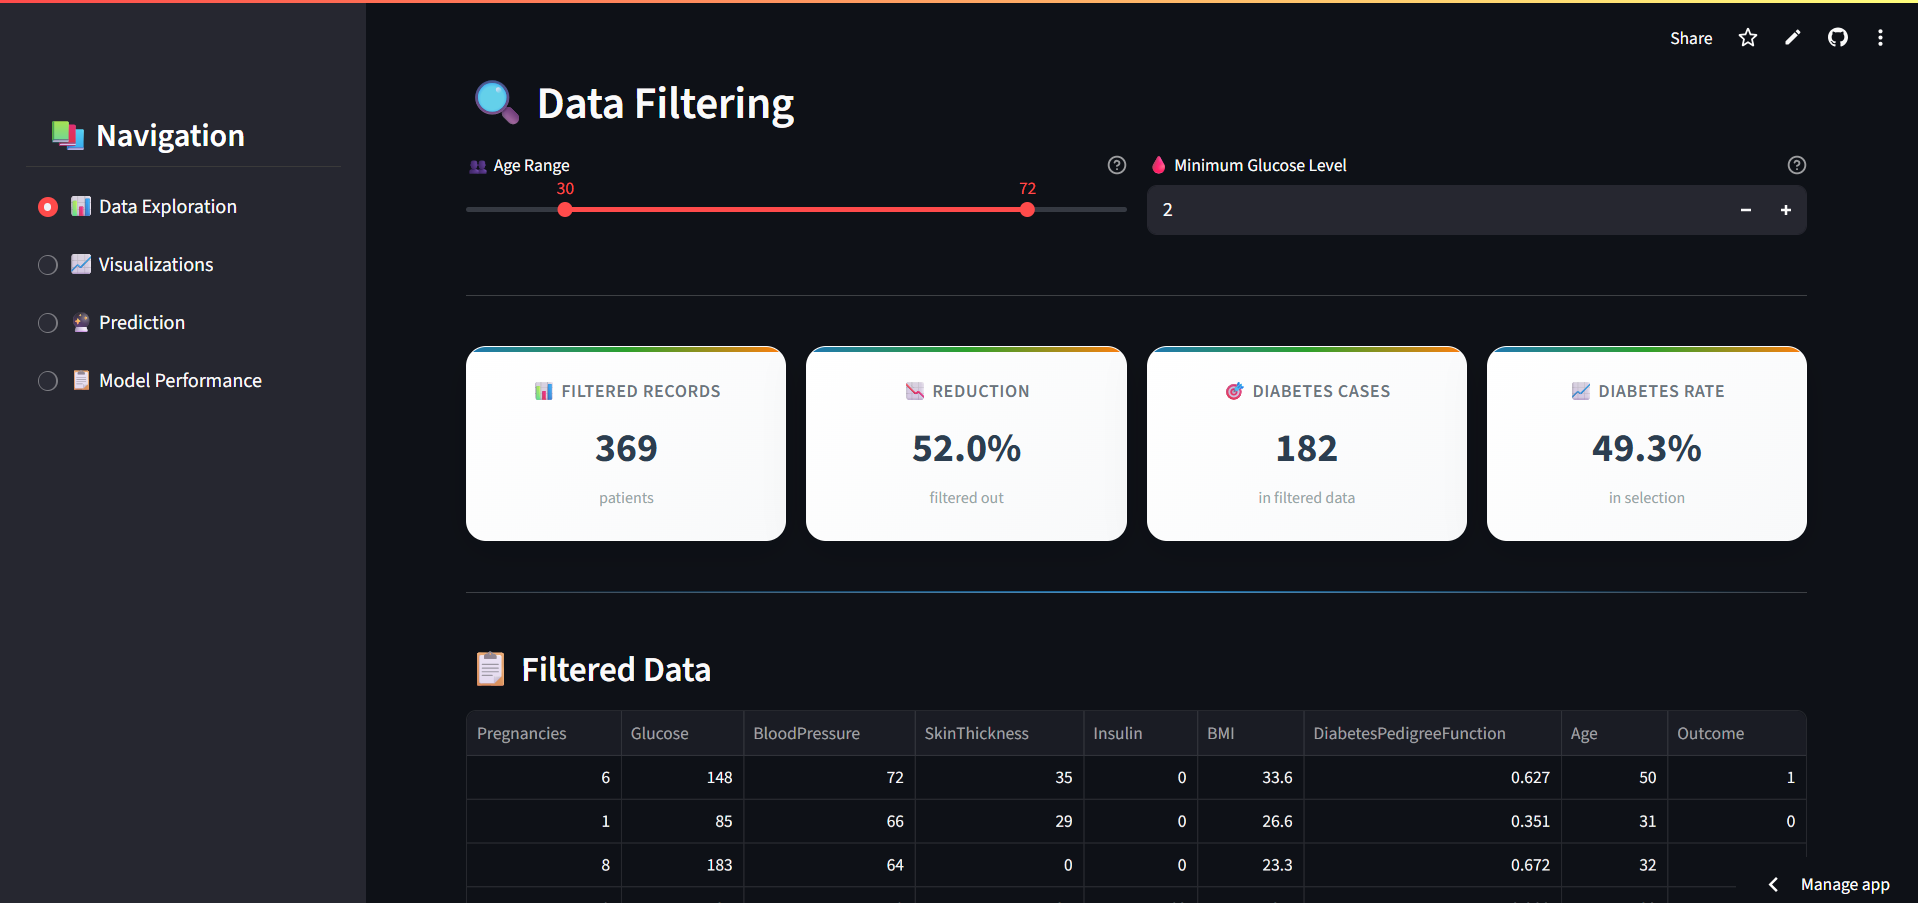 Share
Navigation
Data Exploration
Visualizations
Prediction
Model Performance
Data Filtering
Age Range
30 72
Minimum Glucose Level
2
FILTERED RECORDS
369
patients
REDUCTION
52.0%
filtered out
DIABETES CASES
182
in filtered data
DIABETES RATE
49.3%
in selection
Filtered Data
Pregnancies Glucose BloodPressure SkinThickness Insulin BMI DiabetesPedigreeFunction Age Outcome
6 148 72 35 0 33.6 0.627 50 1
1 85 66 29 0 26.6 0.351 31 0
8 183 64 0 0 23.3 0.672 32
Manage app